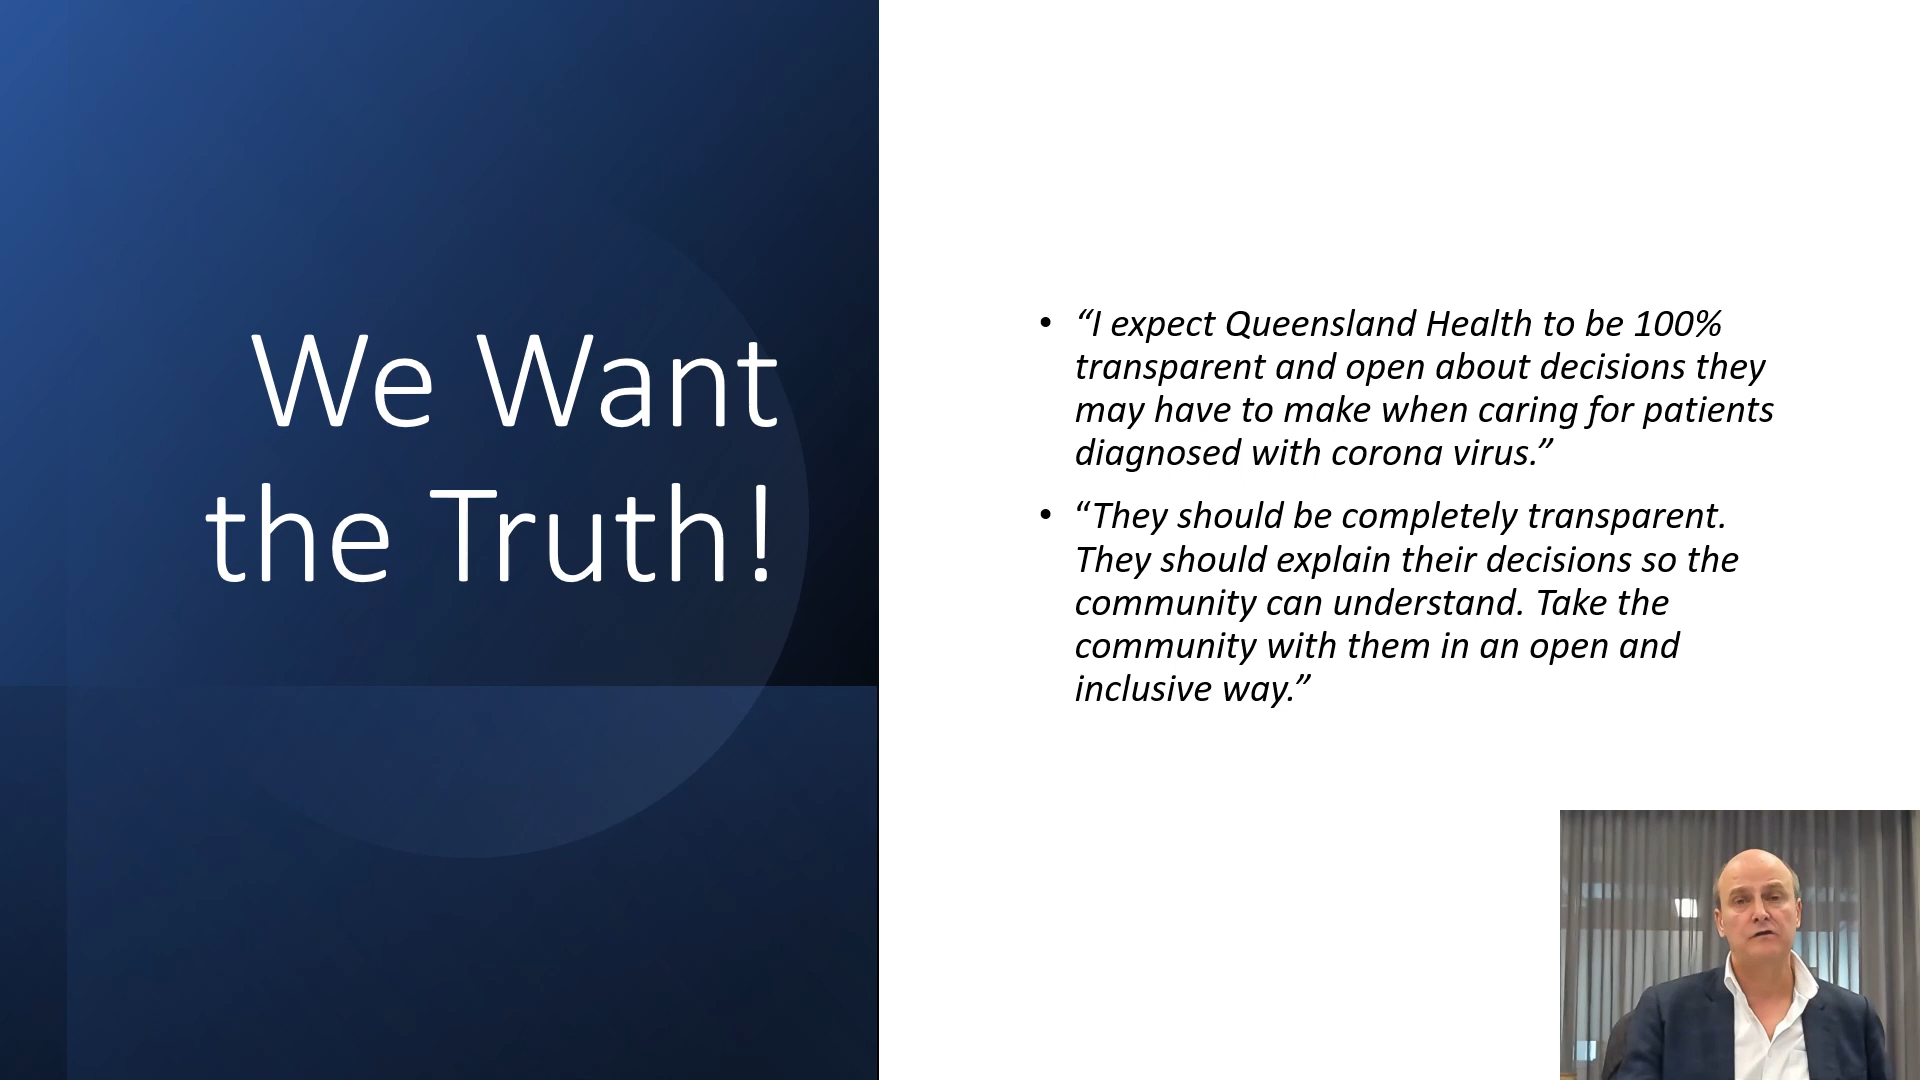 We Want
the Truth!
• “I expect Queensland Health to be 100%
transparent and open about decisions they
may have to make when caring for patients
diagnosed with corona virus.”
• “They should be completely transparent.
They should explain their decisions so the
community can understand. Take the
community with them in an open and
inclusive way.”